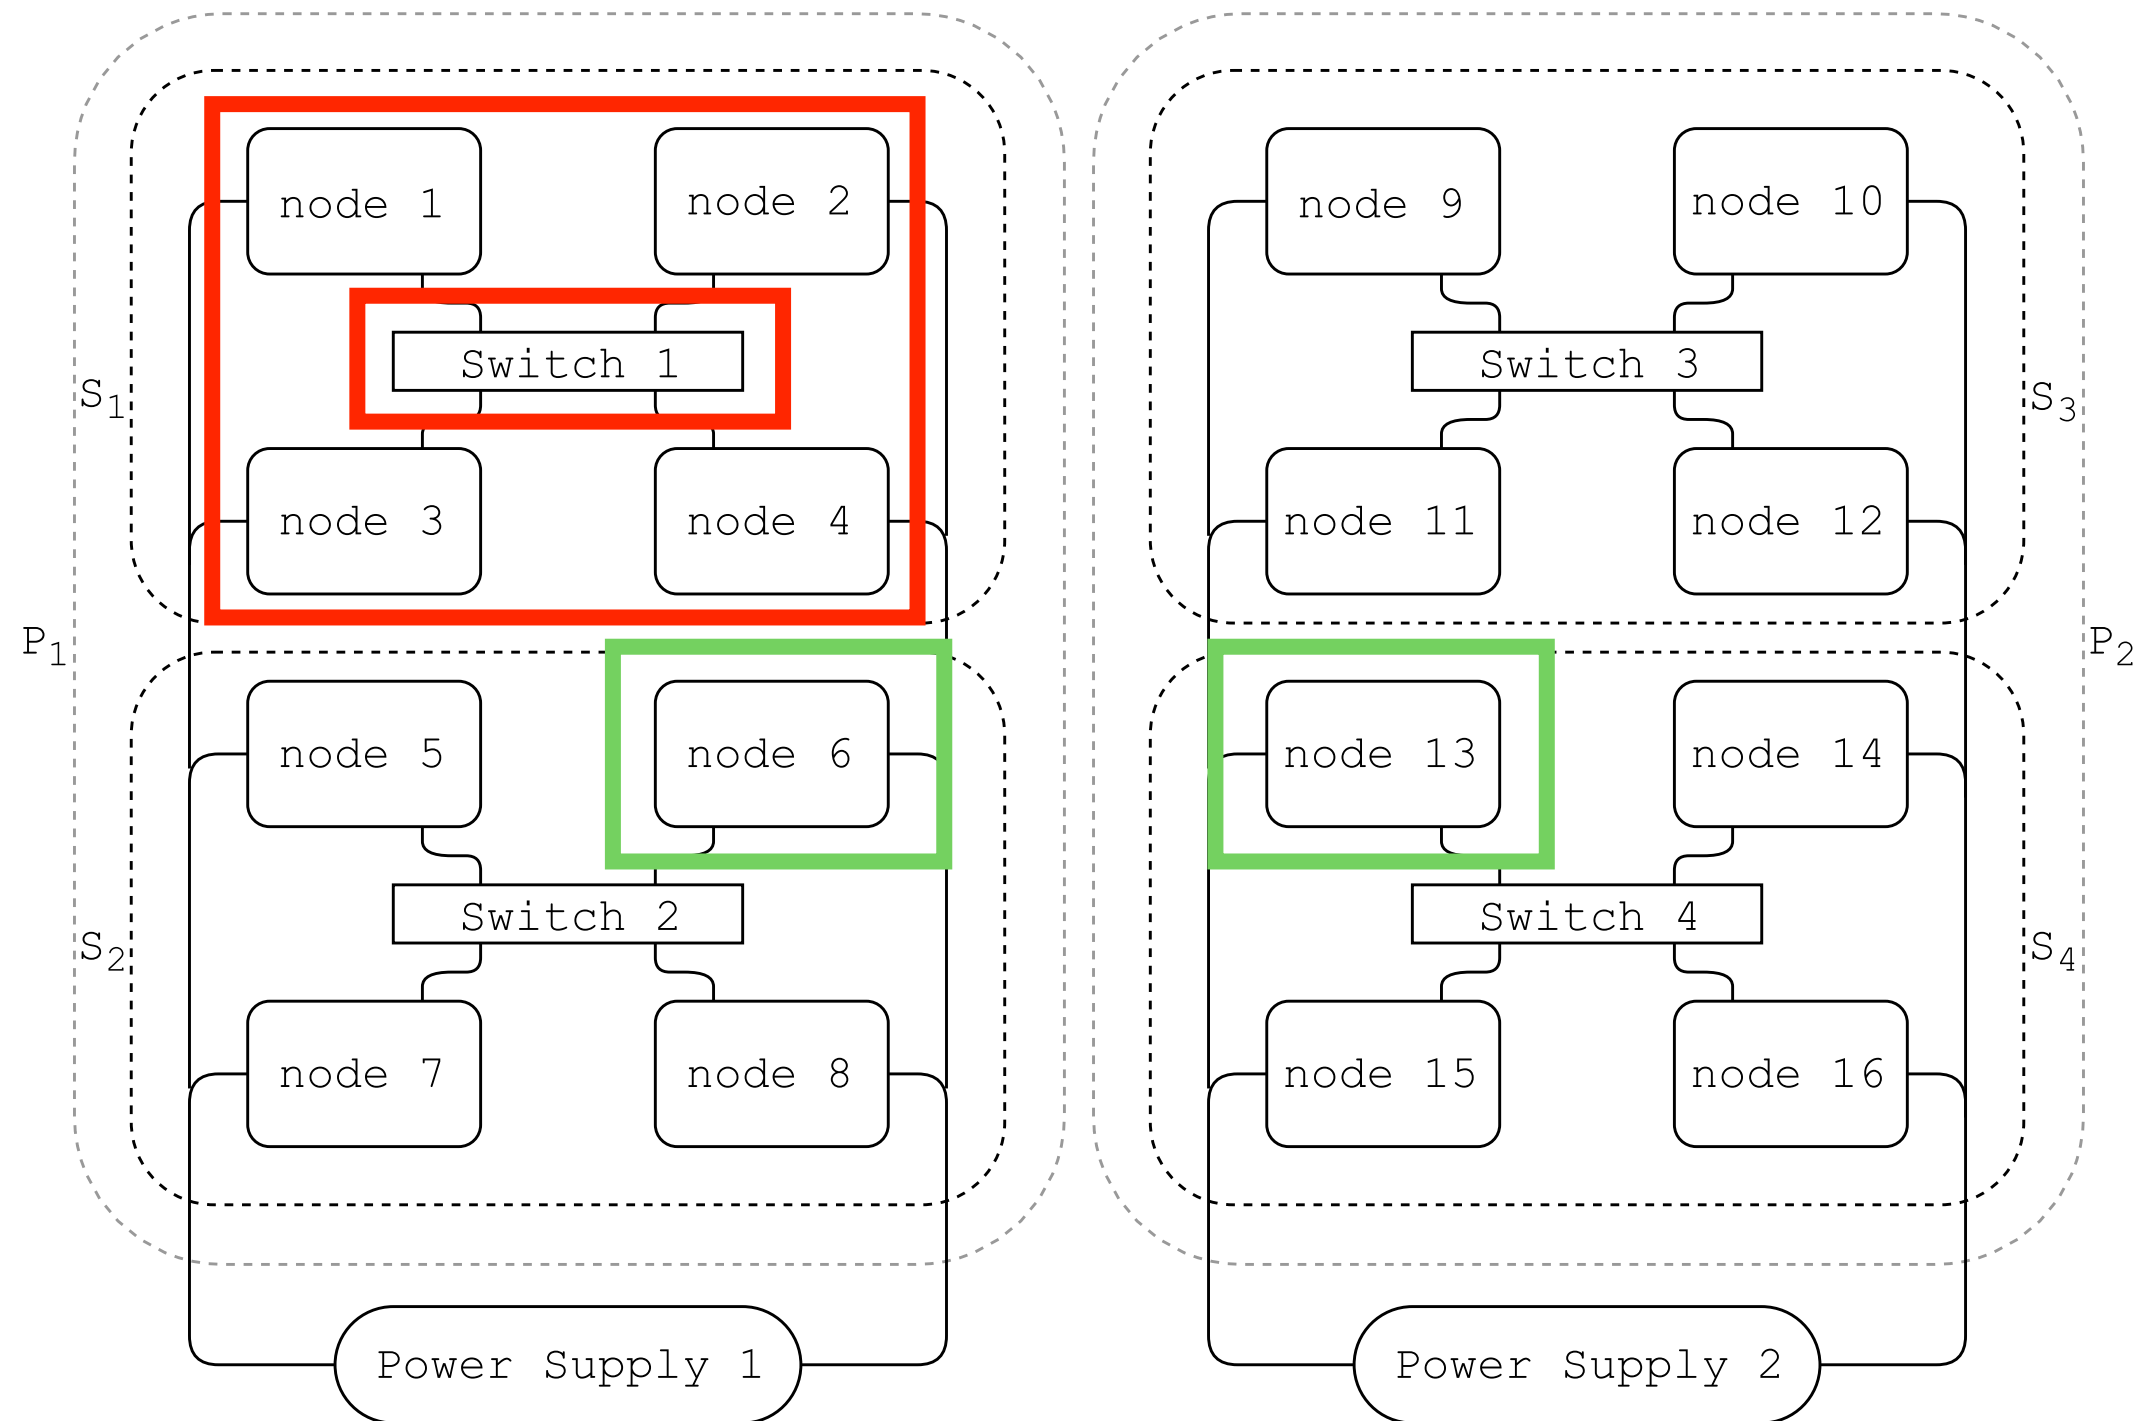 node 1
node 2
node 9
node 10
Switch 1
Switch 3
S1
S3
node 3
node 4
node 11
node 12
P1
P2
node 5
node 6
node 13
node 14
Switch 2
Switch 4
S2
S4
node 7
node 8
node 15
node 16
Power Supply 1
Power Supply 2